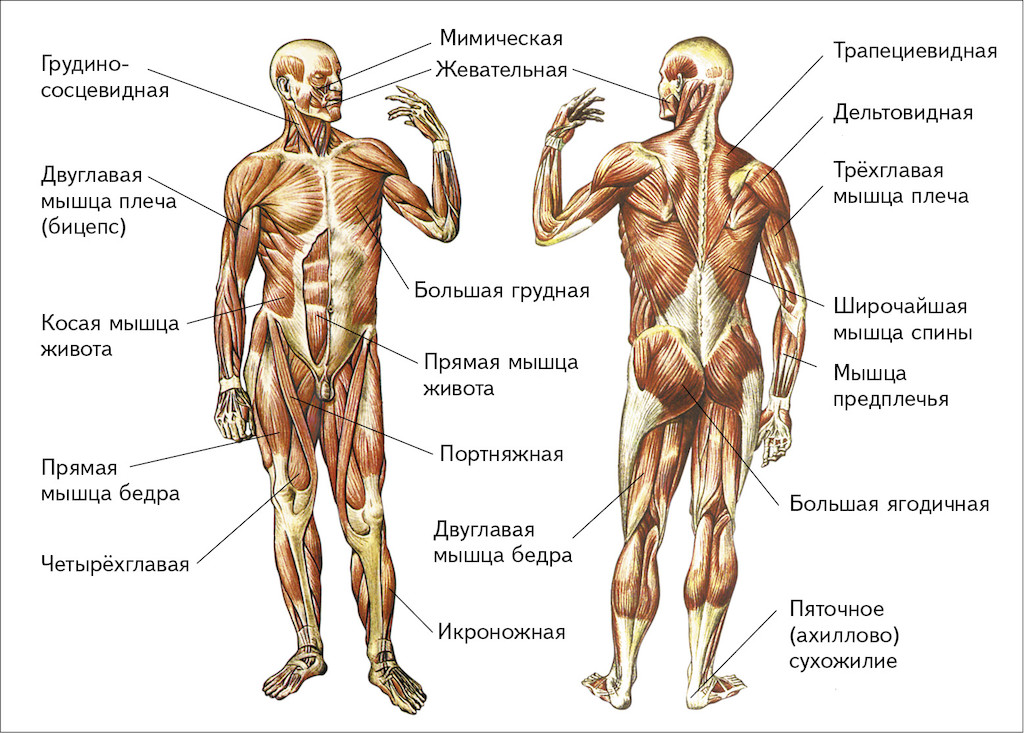 Грудино-
сосцевидная
Двуглавая
мышца плеча
(бицепс)
Косая мышца
живота
Прямая
мышца бедра
Четырёхглавая
Мимическая
Жевательная
Большая грудная
Прямая мышца
живота
Портняжная
Двуглавая
мышца бедра
Икроножная
Трапециевидная
Дельтовидная
Трёхглавая
мышца плеча
Широчайшая
мышца спины
Мышца
предплечья
Большая ягодичная
Пяточное
(ахиллово)
сухожилие